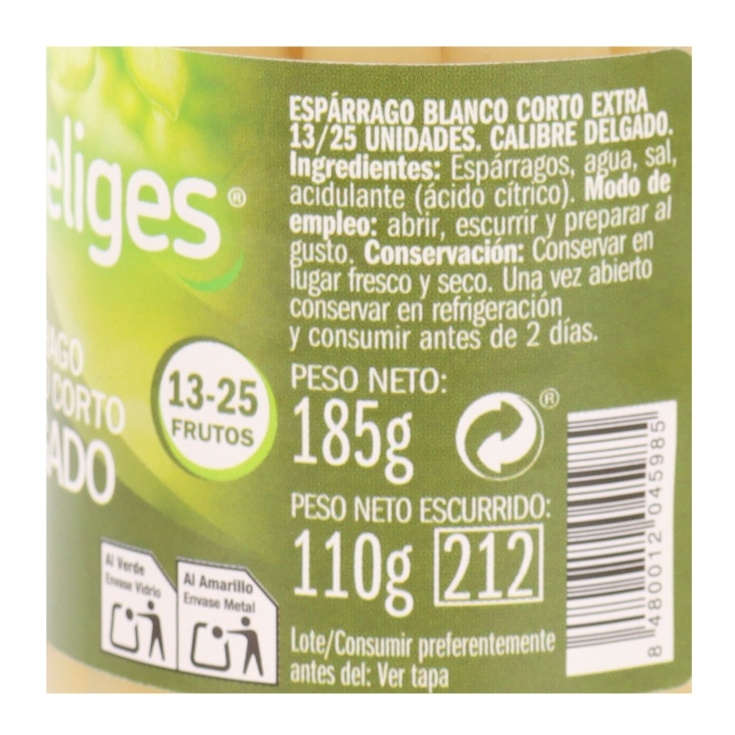 eliges®
CORTO
13-25
FRUTOS
ESPÁRRAGO BLANCO CORTO EXTRA
13/25 UNIDADES. CALIBRE DELGADO.
Ingredientes: Espárragos, agua, sal,
acidulante (ácido cítrico). Modo de
empleo: abrir, escurrir y preparar al
gusto. Conservación: Conservar en
lugar fresco y seco. Una vez abierto
conservar en refrigeración
y consumir antes de 2 días.
PESO NETO:
185g
®
PESO NETO ESCURRIDO:
110g 212
Lote/Consumir preferentemente
antes del: Ver tapa
Al Verde
Envase Vidrio
Al Amarillo
Envase Metal
8 480012 045985